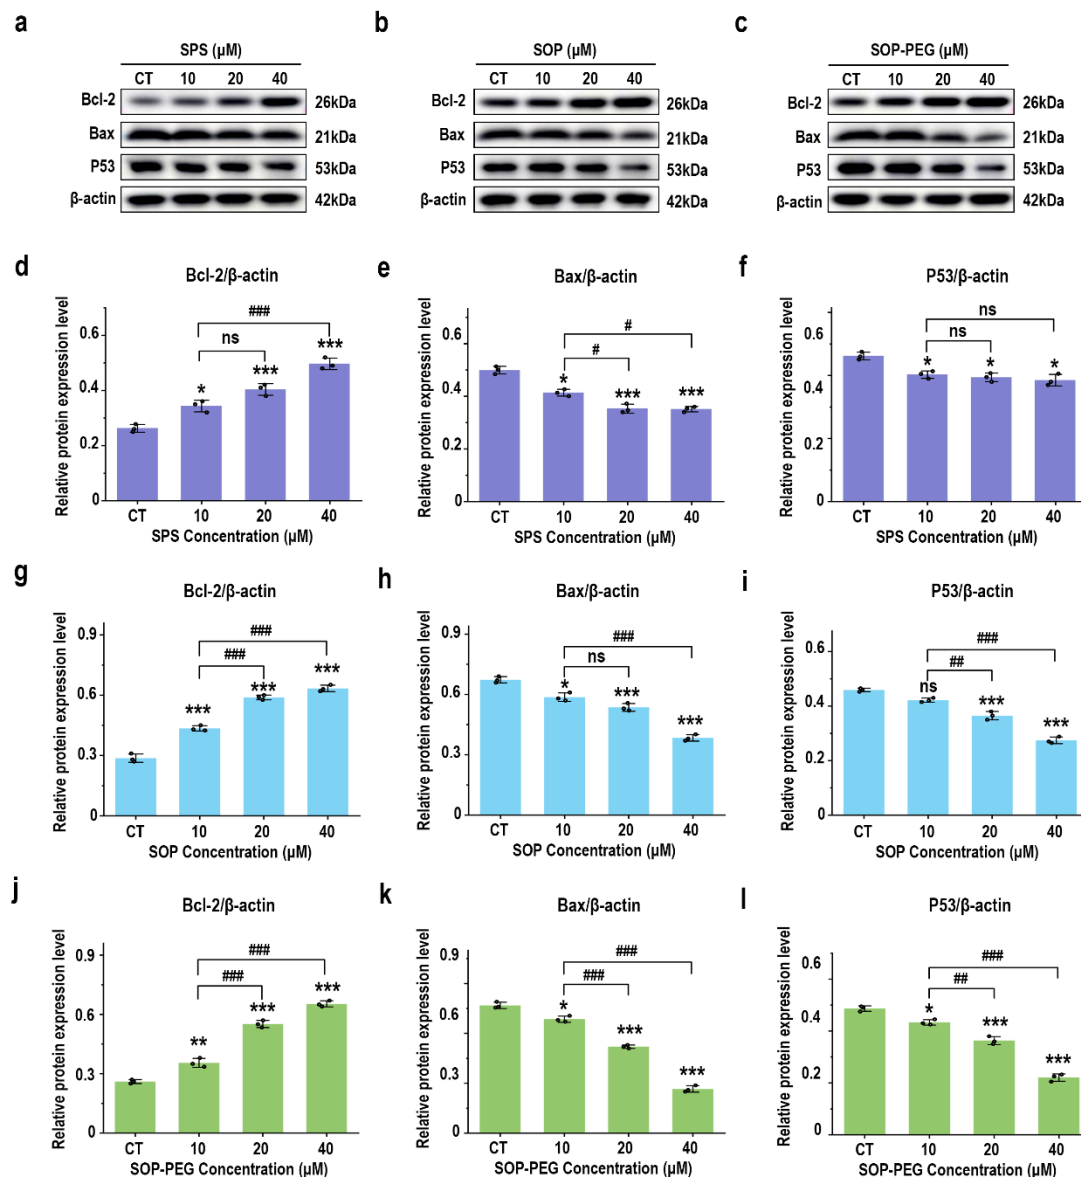 a b c
SPS (µM) SOP (µM) SOP-PEG (µM)
CT 10 20 40 CT 10 20 40 CT 10 20 40
Bcl-2 26kDa Bcl-2 26kDa Bcl-2 26kDa
Bax 21kDa Bax 21kDa Bax 21kDa
P53 53kDa P53 53kDa P53 53kDa
β-actin 42kDa β-actin 42kDa β-actin 42kDa
d
Bcl-2/β-actin
Relative protein expression level
0.6
0.4
0.2
0
###
ns
* *** ***
CT 10 20 40
SPS Concentration (µM)
e
Bax/β-actin
Relative protein expression level
0.6
0.4
0.2
0
#
#
* *** ***
CT 10 20 40
SPS Concentration (µM)
f
P53/β-actin
Relative protein expression level
0.6
0.4
0.2
0
ns
ns
* * *
CT 10 20 40
SPS Concentration (µM)
g
Bcl-2/β-actin
Relative protein expression level
0.9
0.6
0.3
0
###
###
*** *** ***
CT 10 20 40
SOP Concentration (µM)
h
Bax/β-actin
Relative protein expression level
0.9
0.6
0.3
0
###
ns
* *** ***
CT 10 20 40
SOP Concentration (µM)
i
P53/β-actin
Relative protein expression level
0.6
0.4
0.2
0
###
##
ns *** ***
CT 10 20 40
SOP Concentration (µM)
j
Bcl-2/β-actin
Relative protein expression level
0.9
0.6
0.3
0
###
###
** *** ***
CT 10 20 40
SOP-PEG Concentration (µM)
k
Bax/β-actin
Relative protein expression level
0.9
0.6
0.3
0
###
###
* *** ***
CT 10 20 40
SOP-PEG Concentration (µM)
l
P53/β-actin
Relative protein expression level
0.6
0.4
0.2
0
###
##
* *** ***
CT 10 20 40
SOP-PEG Concentration (µM)